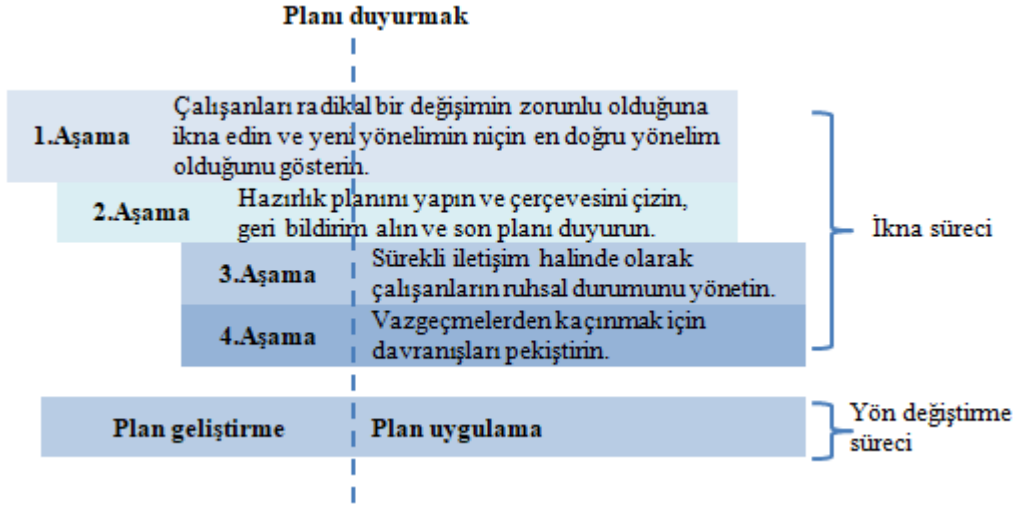 Planı duyurmak
1.Aşama
Çalışanları radikal bir değişimin zorunlu olduğuna
ikna edin ve yeni yönelimin niçin en doğru yönelim
olduğunu gösterin.
2.Aşama
Hazırlık planını yapın ve çerçevesini çizin,
geri bildirim alın ve son planı duyurun.
3.Aşama
Sürekli iletişim halinde olarak
çalışanların ruhsal durumunu yönetin.
4.Aşama
Vazgeçmelerden kaçınmak için
davranışları pekiştirin.
İkna süreci
Plan geliştirme
Plan uygulama
Yön değiştirme
süreci